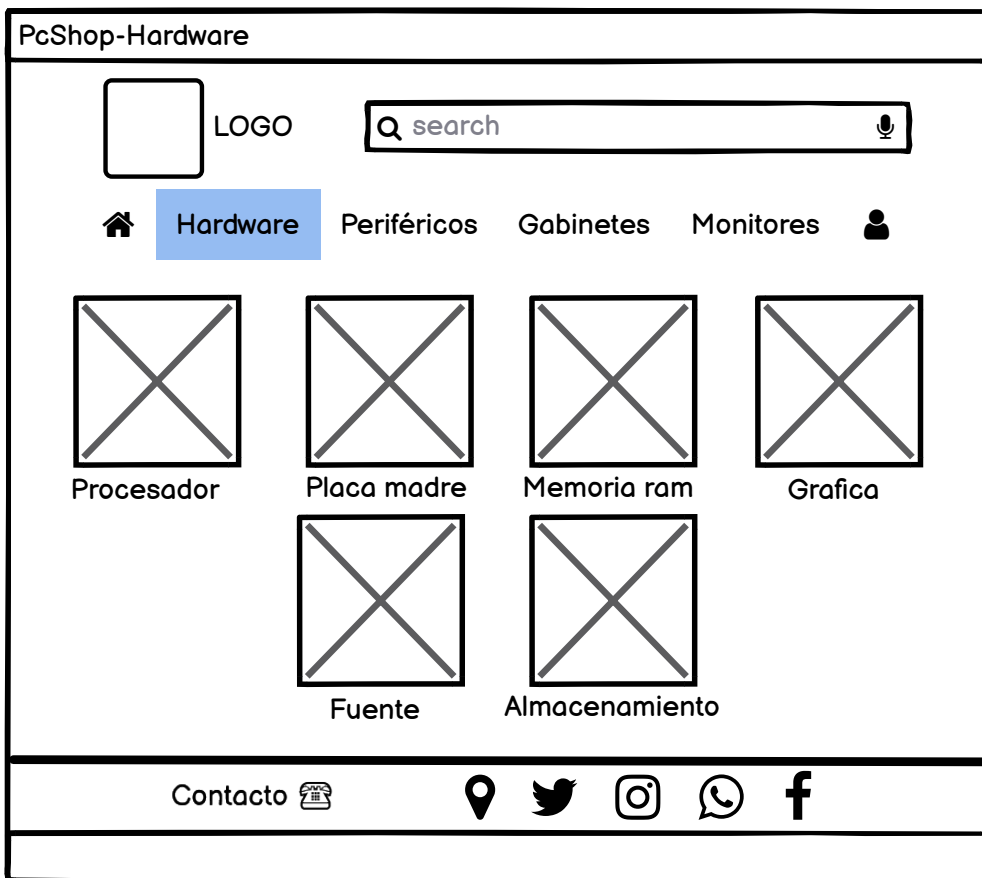 PcShop-Hardware
LOGO
search
Hardware Periféricos Gabinetes Monitores
Procesador Placa madre Memoria ram Grafica
Fuente Almacenamiento
Contacto